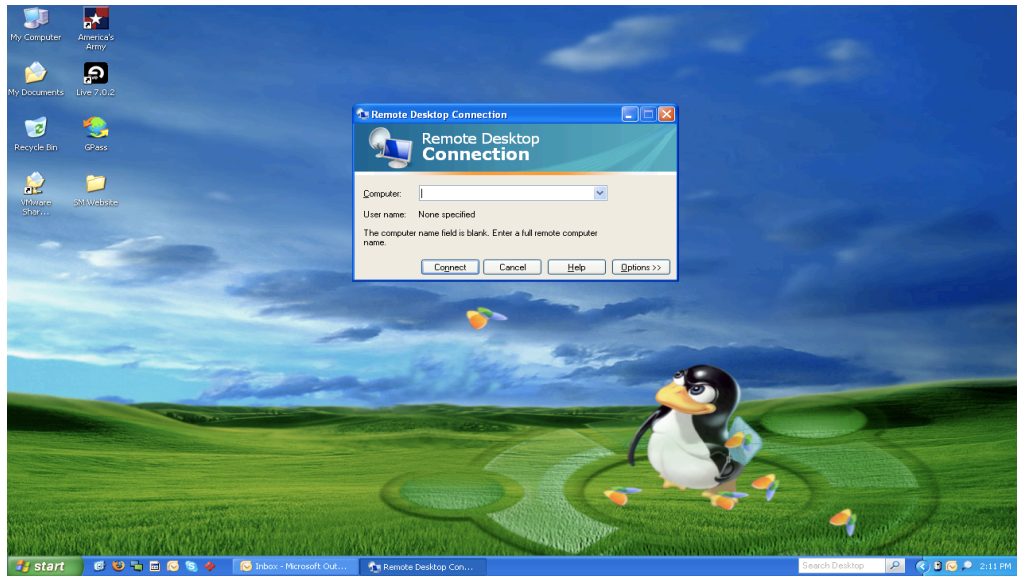 My Computer
America's
Army
My Documents
Live 7.0.2
Recycle Bin
GPass
VMware
Shar...
SM Website
Remote Desktop Connection
Remote Desktop
Connection
Computer:
User name: None specified
The computer name field is blank. Enter a full remote computer
name.
Connect Cancel Help Options >>
start
Inbox - Microsoft Out...
Remote Desktop Con...
Search Desktop
2:11 PM